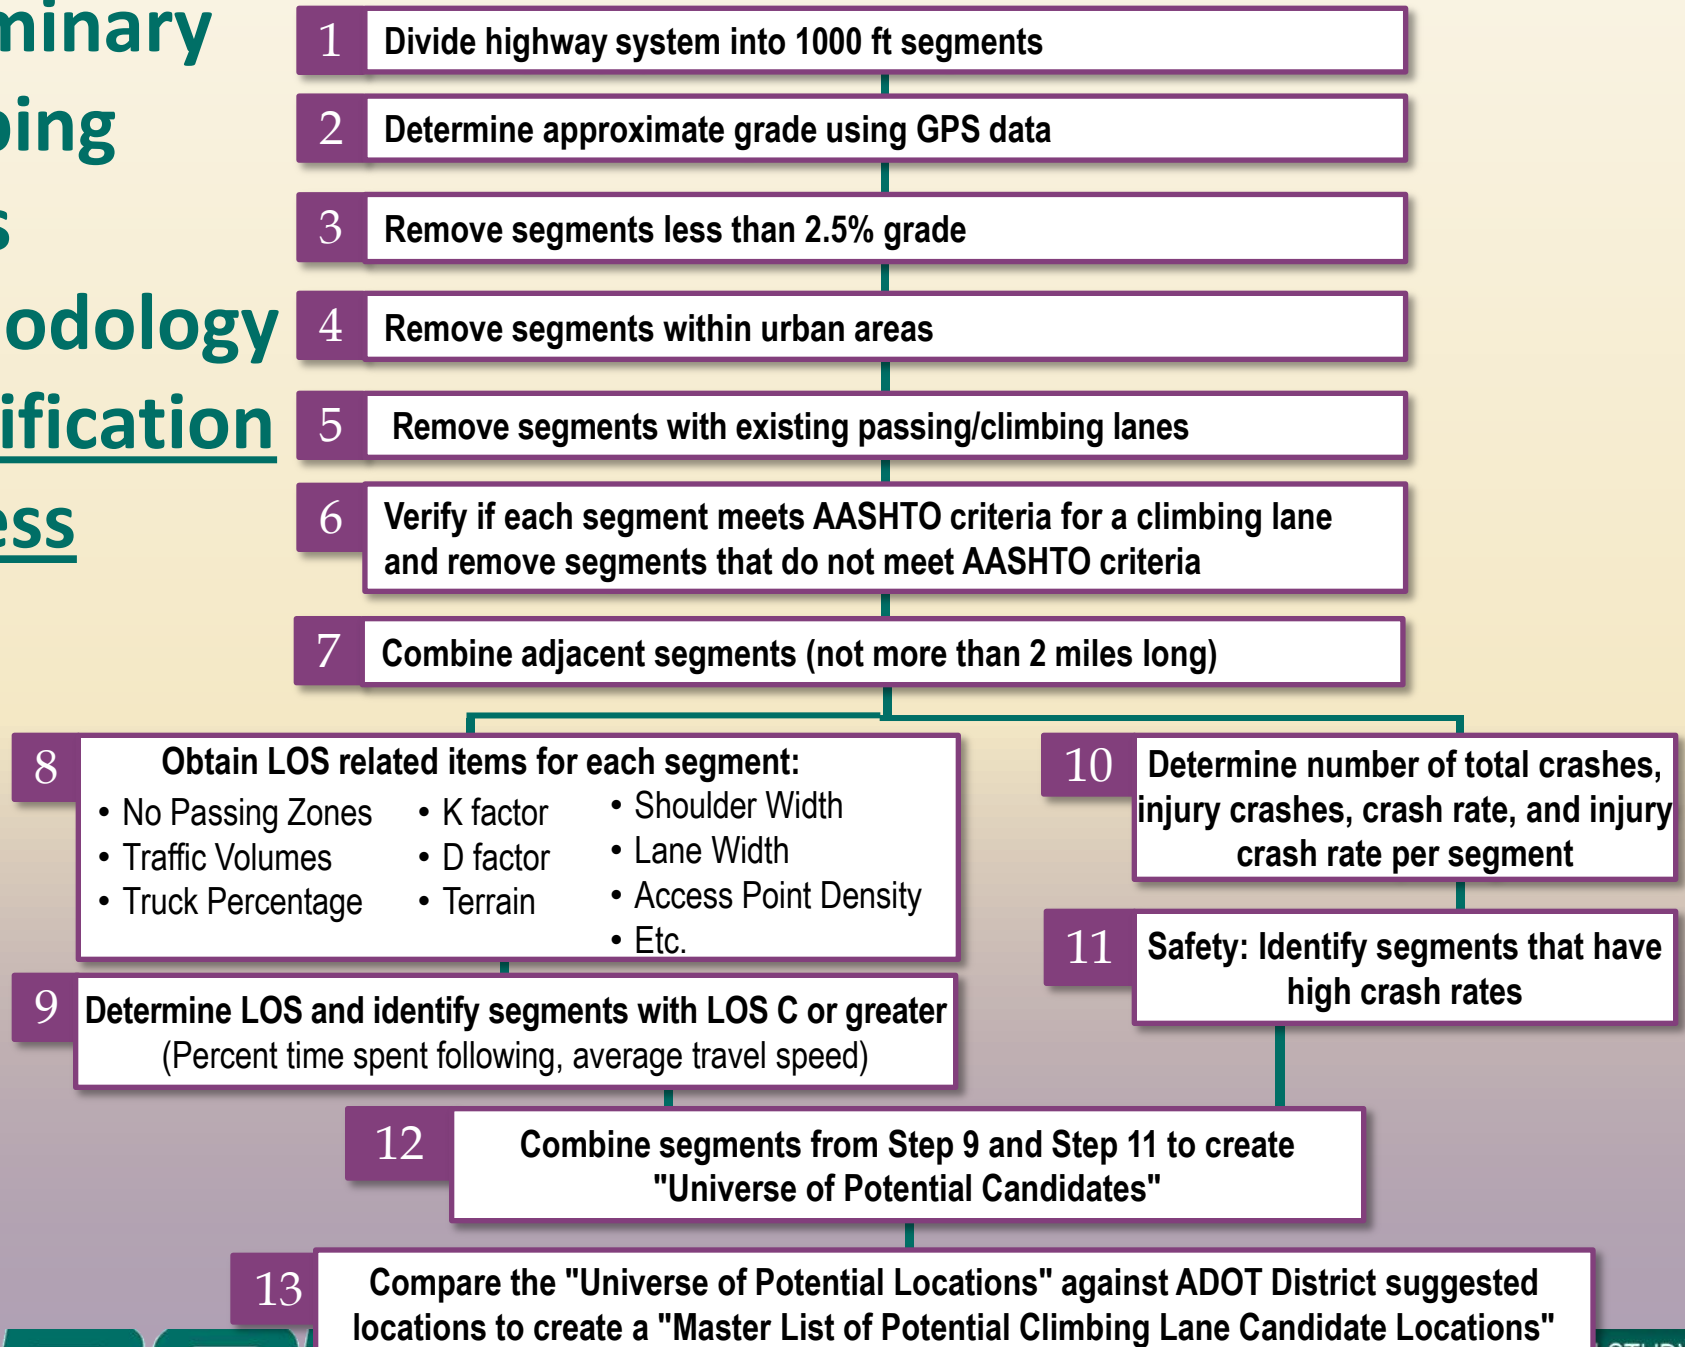 minary
ping
s
odology
ification
ess
1 Divide highway system into 1000 ft segments
2 Determine approximate grade using GPS data
3 Remove segments less than 2.5% grade
4 Remove segments within urban areas
5 Remove segments with existing passing/climbing lanes
6 Verify if each segment meets AASHTO criteria for a climbing lane
and remove segments that do not meet AASHTO criteria
7 Combine adjacent segments (not more than 2 miles long)
8 Obtain LOS related items for each segment:
• No Passing Zones
• Traffic Volumes
• Truck Percentage
• K factor
• D factor
• Terrain
• Shoulder Width
• Lane Width
• Access Point Density
• Etc.
9 Determine LOS and identify segments with LOS C or greater
(Percent time spent following, average travel speed)
10 Determine number of total crashes,
injury crashes, crash rate, and injury
crash rate per segment
11 Safety: Identify segments that have
high crash rates
12 Combine segments from Step 9 and Step 11 to create
"Universe of Potential Candidates"
13 Compare the "Universe of Potential Locations" against ADOT District suggested
locations to create a "Master List of Potential Climbing Lane Candidate Locations"